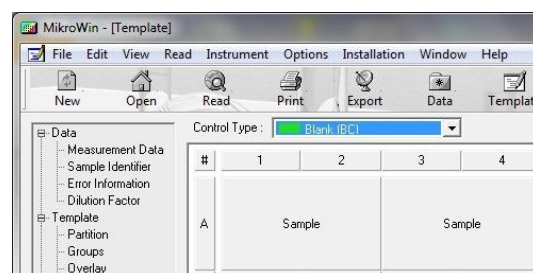 MikroWin - [Template]
File Edit View Read Instrument Options Installation Window Help
New Open Read Print Export Data
Control Type : Blank (BC)
Data
Measurement Data
Sample Identifier
Error Information
Dilution Factor
Template
Partition
Groups
Overlay
# 1 2 3 4
A Sample Sample